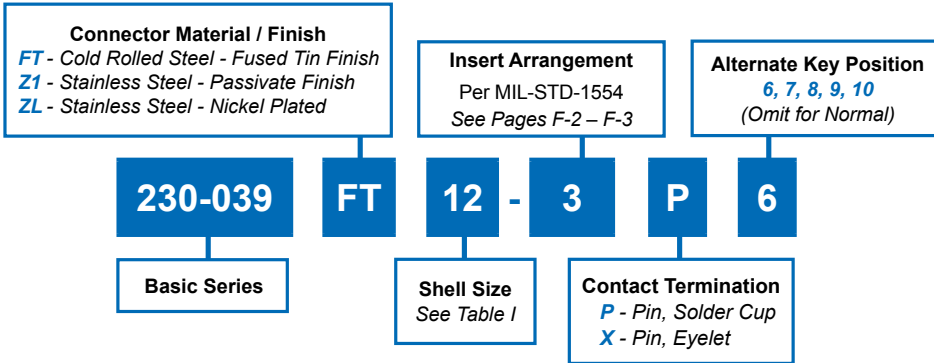 Connector Material / Finish
FT - Cold Rolled Steel - Fused Tin Finish
Z1 - Stainless Steel - Passivate Finish
ZL - Stainless Steel - Nickel Plated
Insert Arrangement
Per MIL-STD-1554
See Pages F-2 – F-3
Alternate Key Position
6, 7, 8, 9, 10
(Omit for Normal)
230-039 FT 12 - 3 P 6
Basic Series
Shell Size
See Table I
Contact Termination
P - Pin, Solder Cup
X - Pin, Eyelet